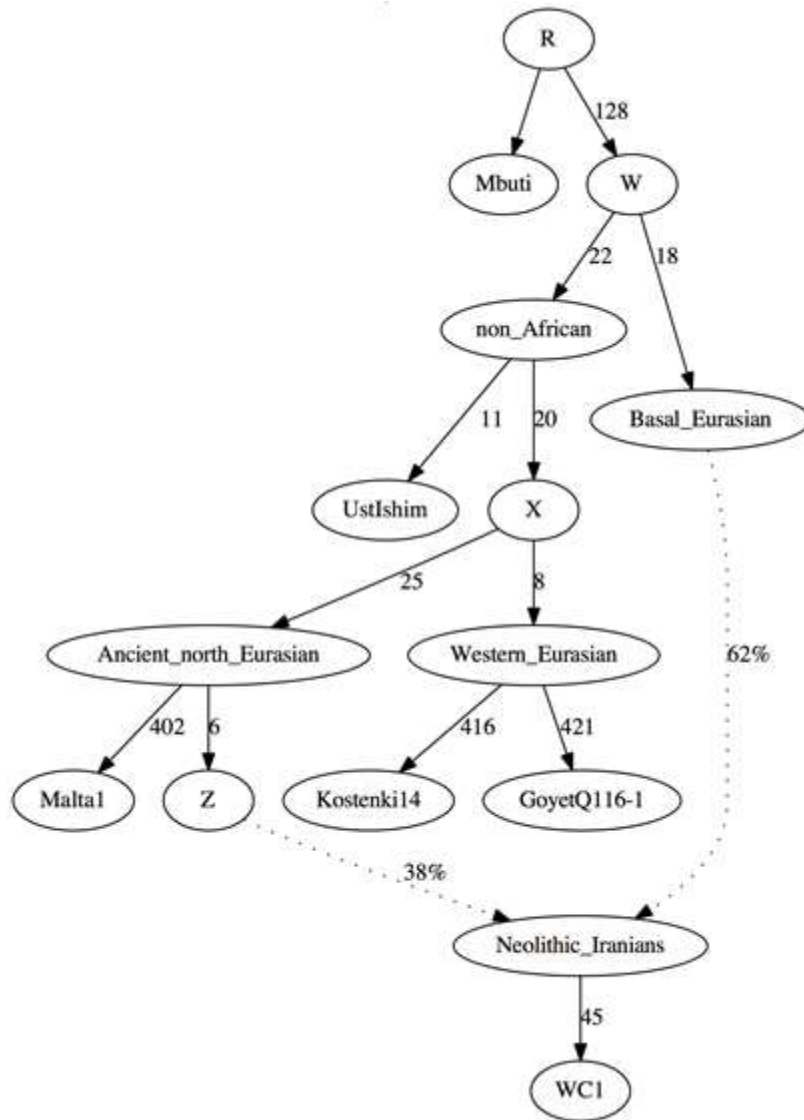 R
128
Mbuti
W
22
18
non_African
Basal_Eurasian
11
20
UstIshim
X
25
8
Ancient_north_Eurasian
Western_Eurasian
62%
402
6
416
421
Malta1
Z
Kostenki14
GoyetQ116-1
38%
Neolithic_Iranians
45
WC1